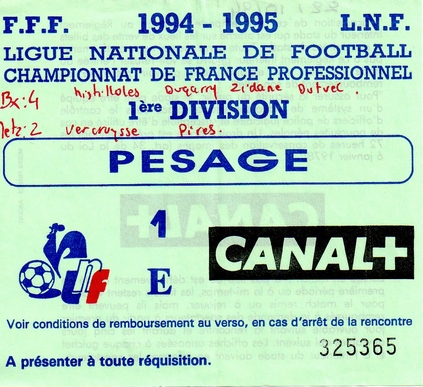 F.F.F. 1994 - 1995 L.N.F.
LIGUE NATIONALE DE FOOTBALL
CHAMPIONNAT DE FRANCE PROFESSIONNEL
Histilloles Dugarry Zidane Dutuel
Bx: 4
1ère DIVISION
Metz: 2 Vercruysse Pires.
PESAGE
1
CANAL+
E
lnf
Voir conditions de remboursement au verso, en cas d'arrêt de la rencontre
325365
A présenter à toute réquisition.